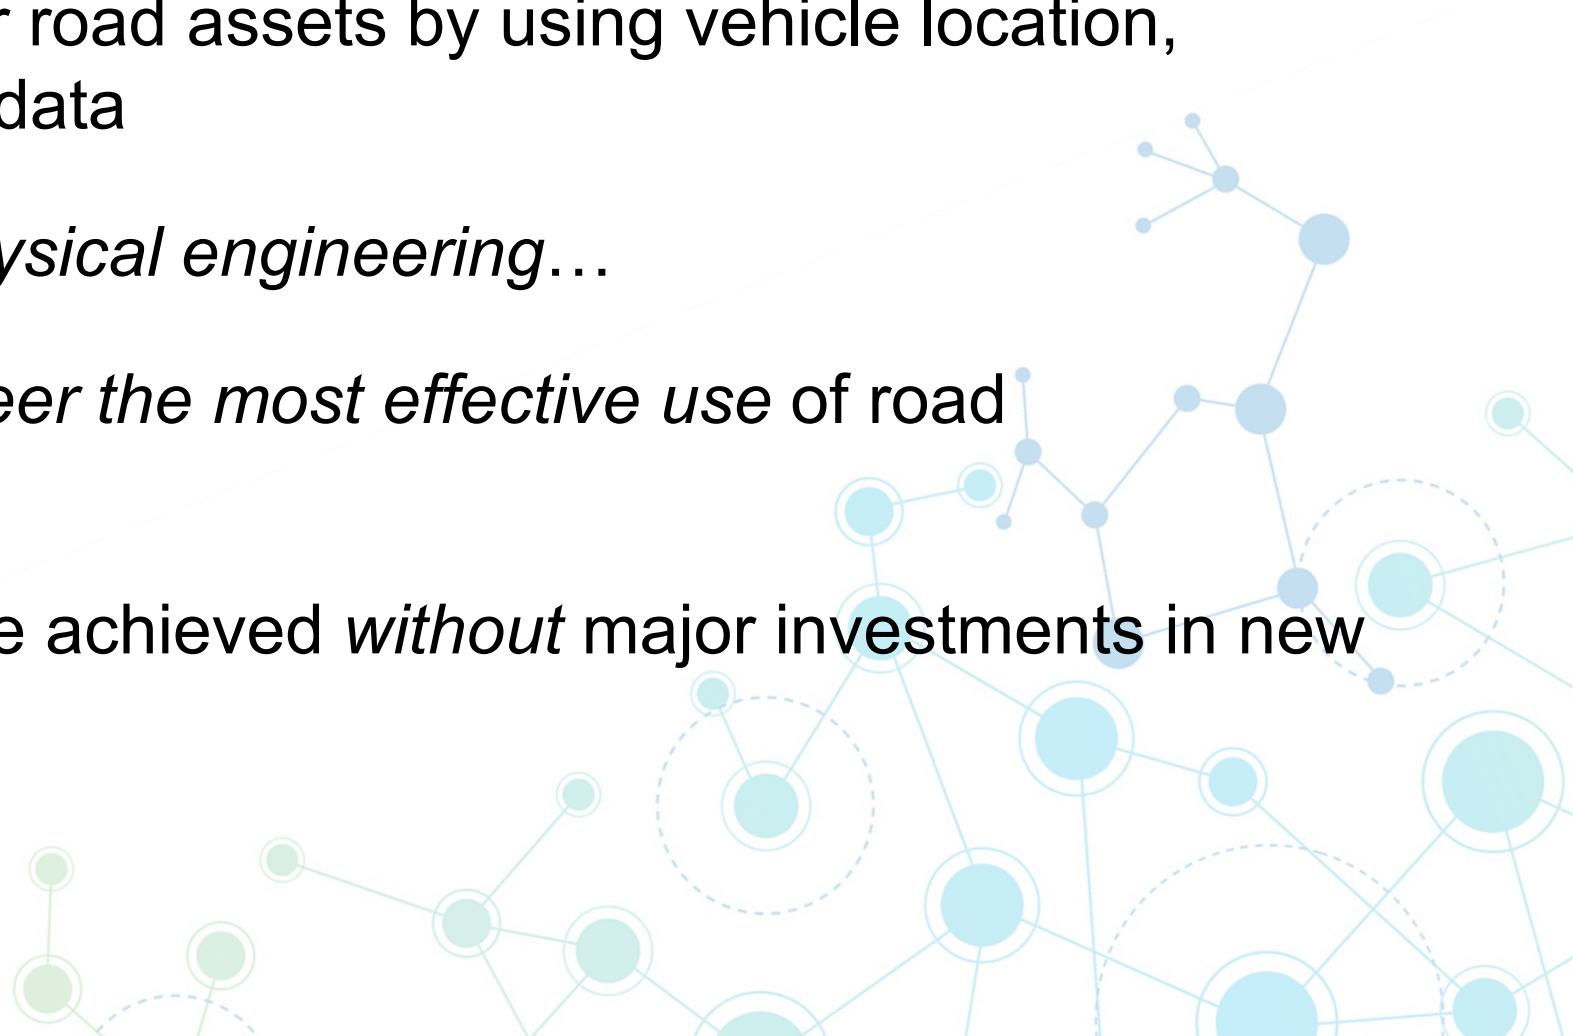 r road assets by using vehicle location,
data
ysical engineering…
eer the most effective use of road
e achieved without major investments in new